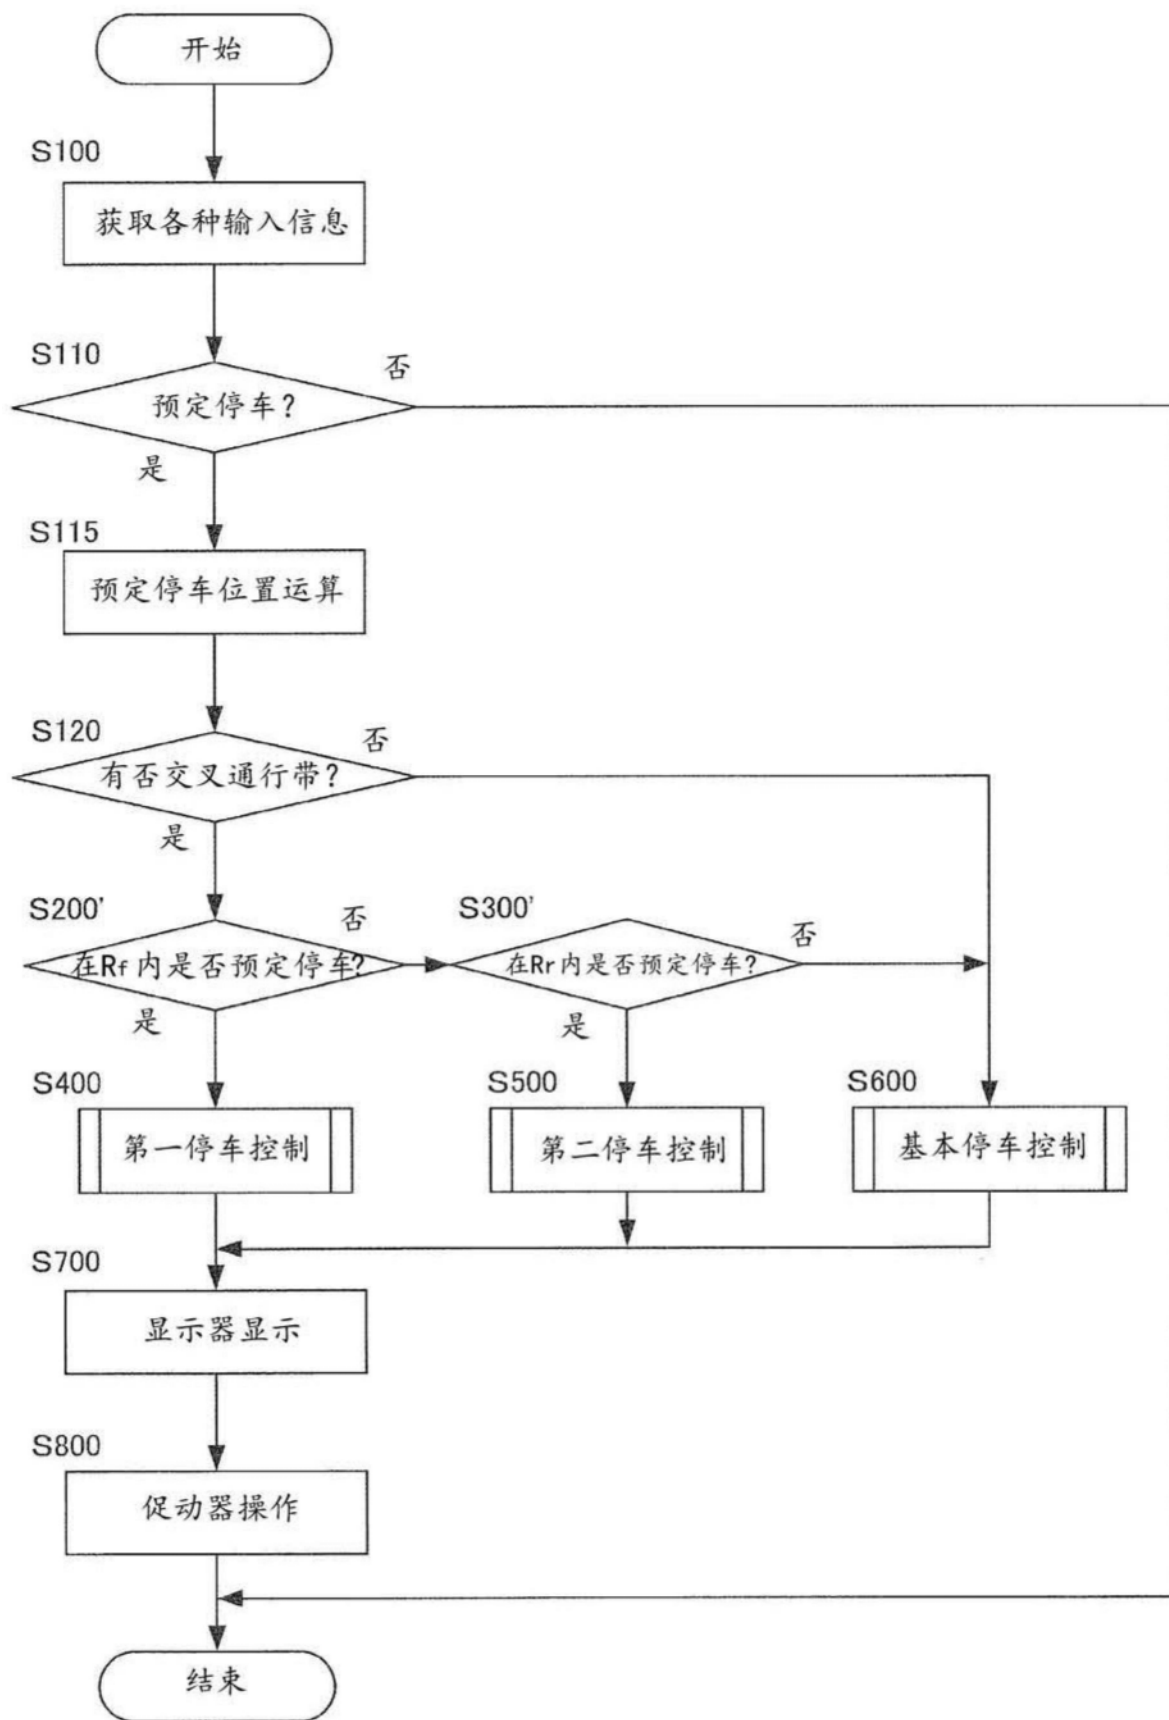 开始
S100
获取各种输入信息
S110
否
预定停车?
是
S115
预定停车位置运算
S120
否
有否交叉通行带?
是
S200'
否
S300'
否
在Rf内是否预定停车?
在Rr内是否预定停车?
是
是
S400
S500
S600
第一停车控制
第二停车控制
基本停车控制
S700
显示器显示
S800
促动器操作
结束